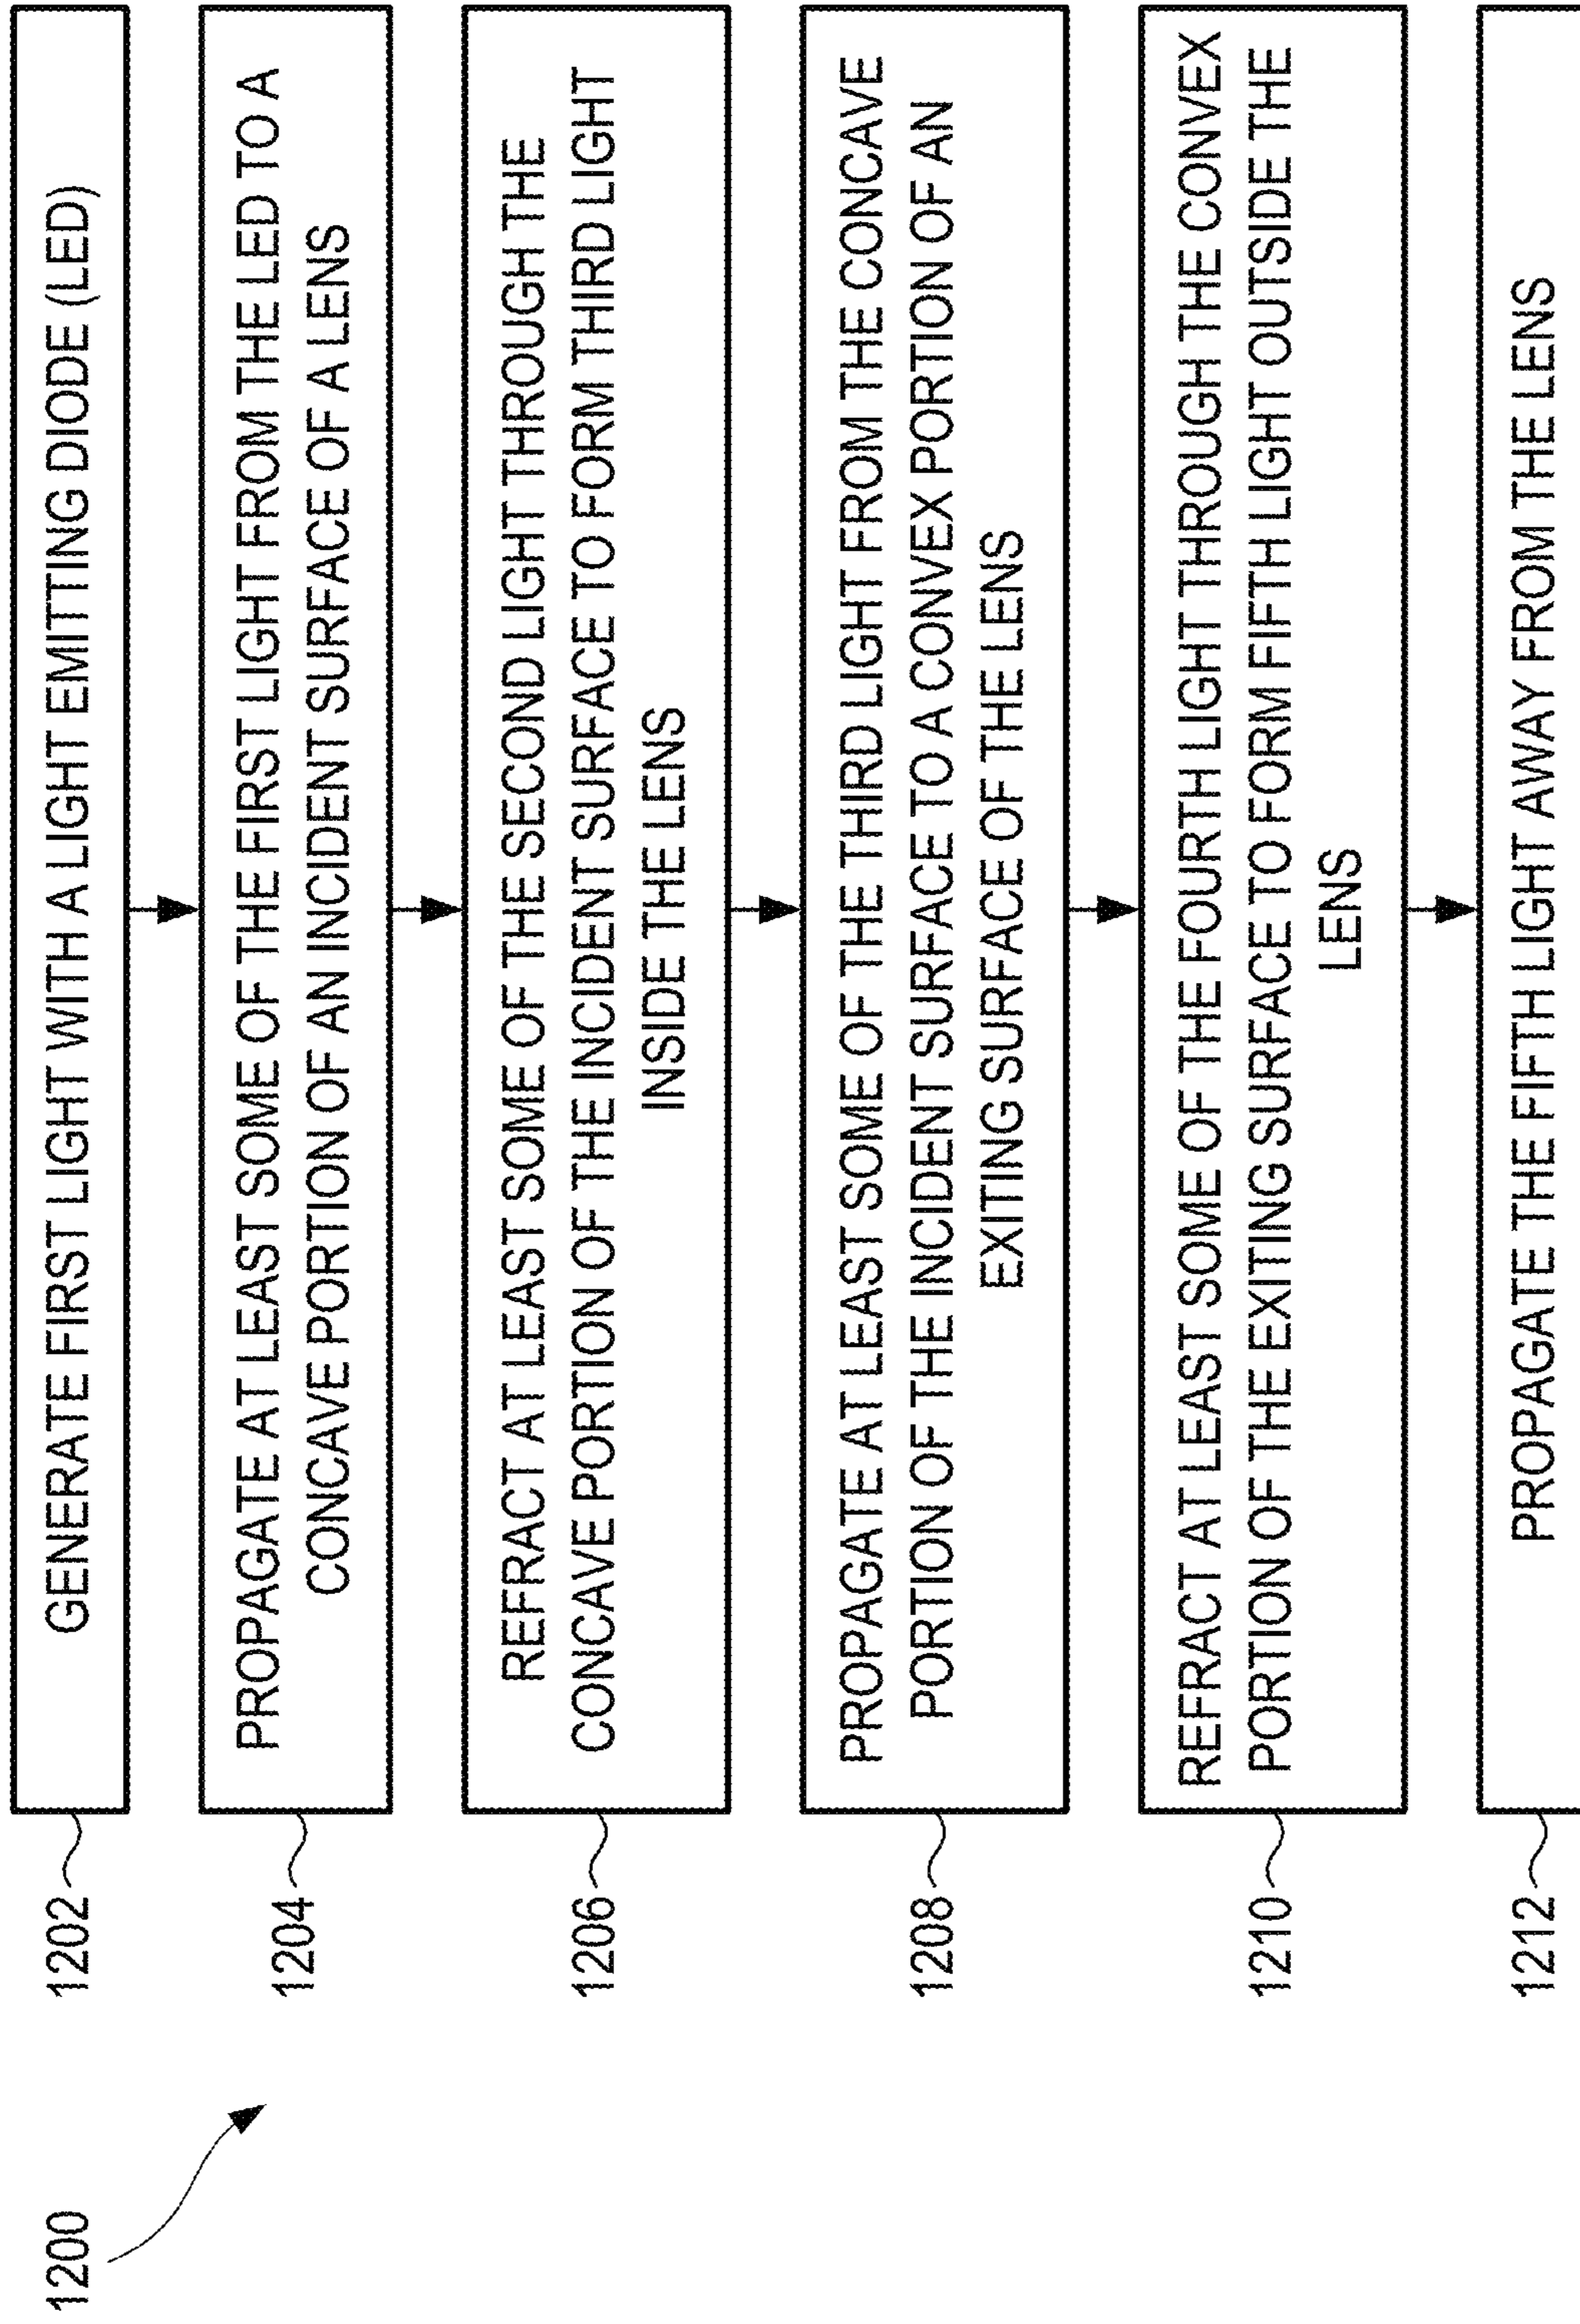 1200
1202
GENERATE FIRST LIGHT WITH A LIGHT EMITTING DIODE (LED)
1204
PROPAGATE AT LEAST SOME OF THE FIRST LIGHT FROM THE LED TO A
CONCAVE PORTION OF AN INCIDENT SURFACE OF A LENS
1206
REFRACT AT LEAST SOME OF THE SECOND LIGHT THROUGH THE
CONCAVE PORTION OF THE INCIDENT SURFACE TO FORM THIRD LIGHT
INSIDE THE LENS
1208
PROPAGATE AT LEAST SOME OF THE THIRD LIGHT FROM THE CONCAVE
PORTION OF THE INCIDENT SURFACE TO A CONVEX PORTION OF AN
EXITING SURFACE OF THE LENS
1210
REFRACT AT LEAST SOME OF THE FOURTH LIGHT THROUGH THE CONVEX
PORTION OF THE EXITING SURFACE TO FORM FIFTH LIGHT OUTSIDE THE
LENS
1212
PROPAGATE THE FIFTH LIGHT AWAY FROM THE LENS